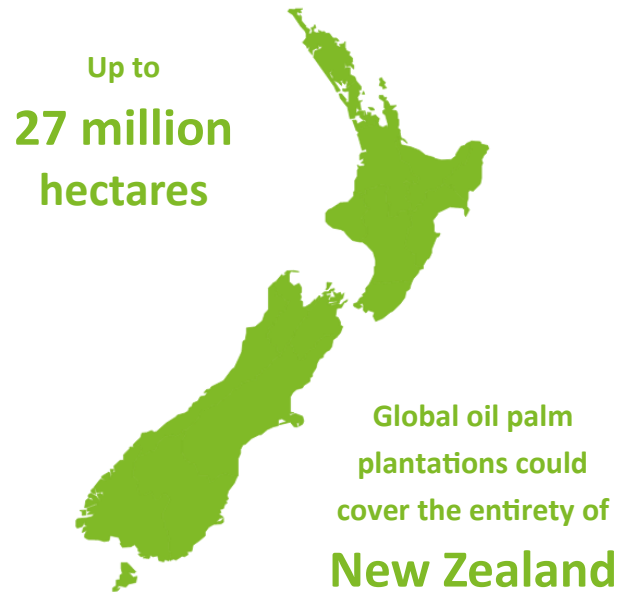 Up to
27 million
hectares
Global oil palm
plantations could
cover the entirety of
New Zealand